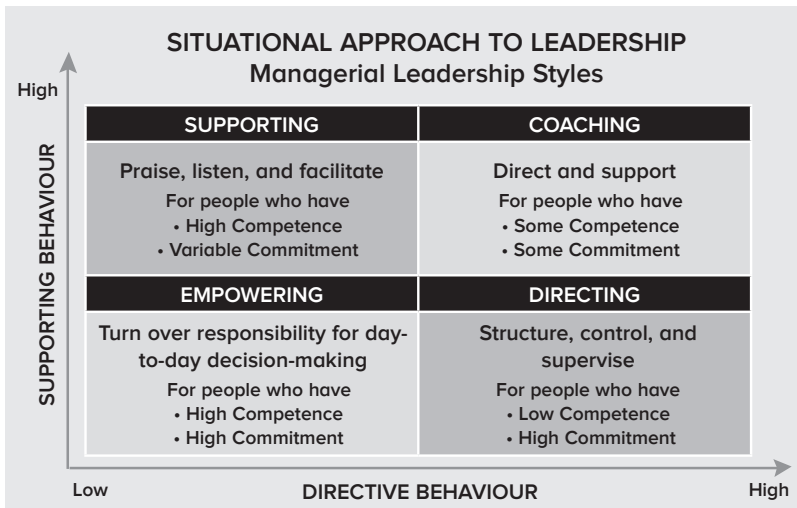 SITUATIONAL APPROACH TO LEADERSHIP
Managerial Leadership Styles
High
SUPPORTING BEHAVIOUR
SUPPORTING
Praise, listen, and facilitate
For people who have
• High Competence
• Variable Commitment
COACHING
Direct and support
For people who have
• Some Competence
• Some Commitment
EMPOWERING
Turn over responsibility for day-
to-day decision-making
For people who have
• High Competence
• High Commitment
DIRECTING
Structure, control, and
supervise
For people who have
• Low Competence
• High Commitment
Low
DIRECTIVE BEHAVIOUR
High